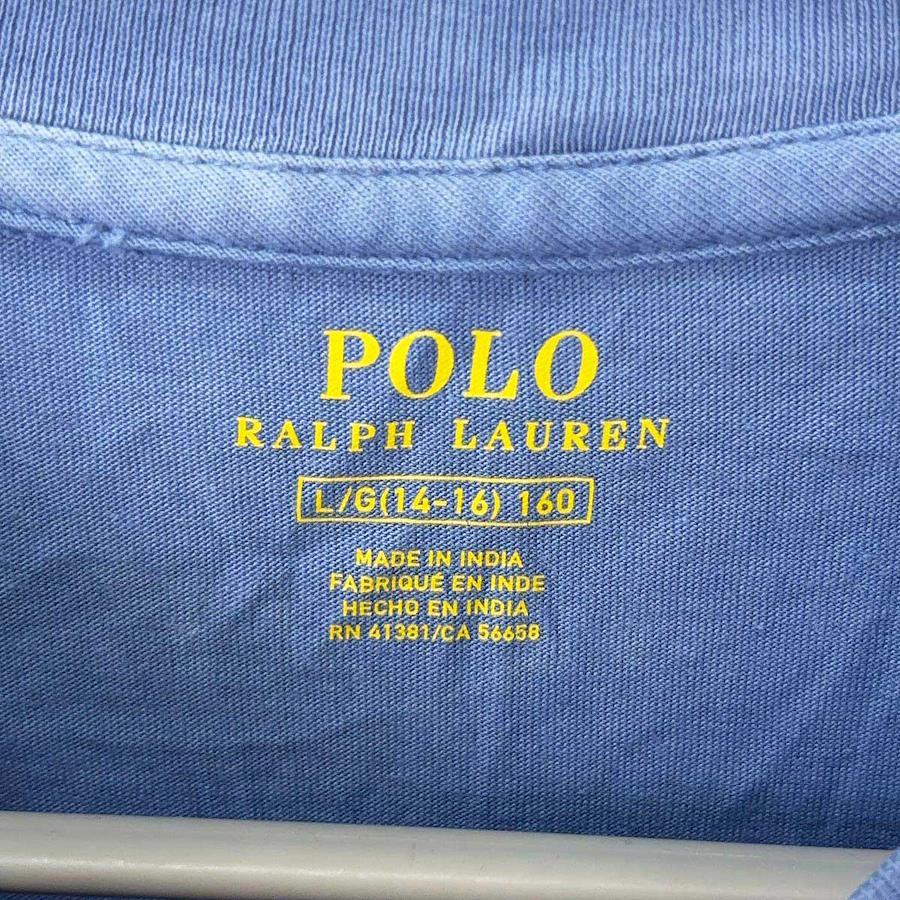 POLO
RALPH LAUREN
L/G(14-16) 160
MADE IN INDIA
FABRIQUÉ EN INDE
HECHO EN INDIA
RN 41381/CA 56658